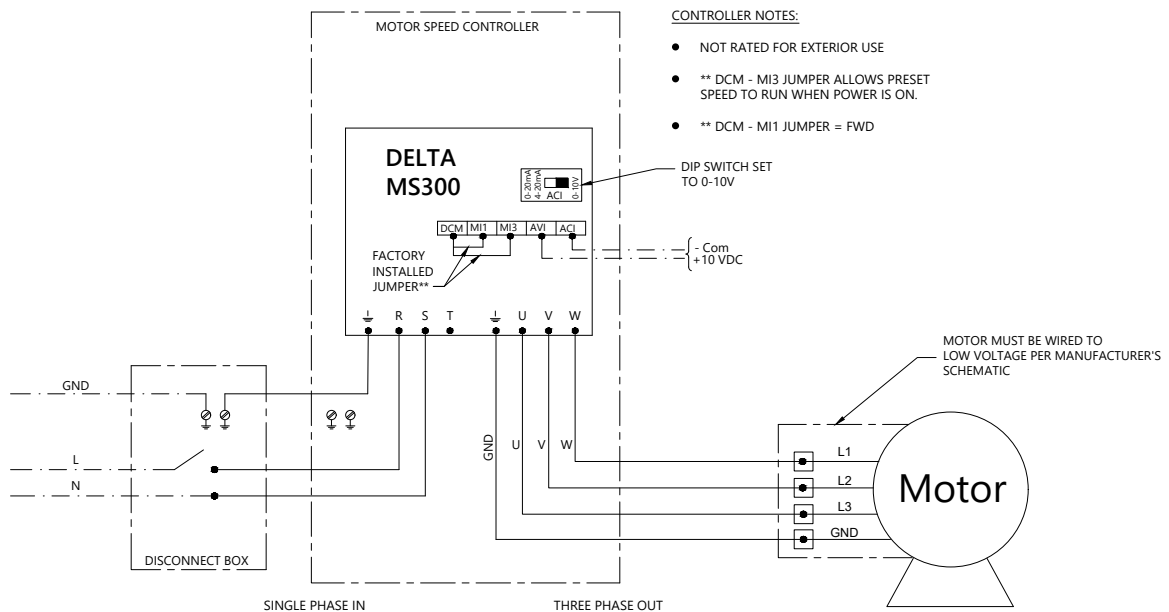 MOTOR SPEED CONTROLLER
CONTROLLER NOTES:
NOT RATED FOR EXTERIOR USE
** DCM - MI3 JUMPER ALLOWS PRESET
SPEED TO RUN WHEN POWER IS ON.
** DCM - MI1 JUMPER = FWD
DELTA
MS300
0-20mA
4-20mA
ACI
0-10V
DIP SWITCH SET
TO 0-10V
DCM MI1 MI3 AVI ACI
FACTORY
INSTALLED
JUMPER**
- Com
+10 VDC
R S T U V W
MOTOR MUST BE WIRED TO
LOW VOLTAGE PER MANUFACTURER'S
SCHEMATIC
GND
L
N
GND
U
V
W
L1
L2
L3
GND
Motor
DISCONNECT BOX
SINGLE PHASE IN
THREE PHASE OUT